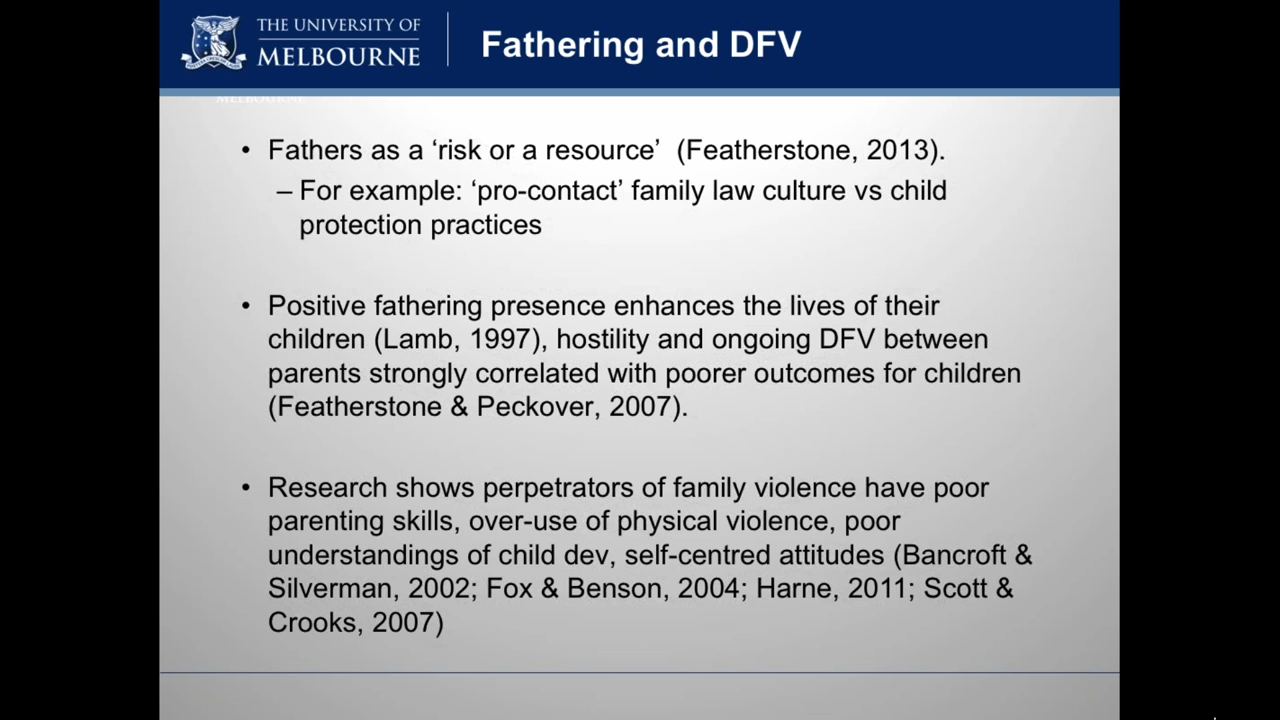 THE UNIVERSITY OF
MELBOURNE
Fathering and DFV
MELBOURNE
• Fathers as a ‘risk or a resource’  (Featherstone, 2013).
– For example: ‘pro-contact’ family law culture vs child
protection practices
• Positive fathering presence enhances the lives of their
children (Lamb, 1997), hostility and ongoing DFV between
parents strongly correlated with poorer outcomes for children
(Featherstone & Peckover, 2007).
• Research shows perpetrators of family violence have poor
parenting skills, over-use of physical violence, poor
understandings of child dev, self-centred attitudes (Bancroft &
Silverman, 2002; Fox & Benson, 2004; Harne, 2011; Scott &
Crooks, 2007)